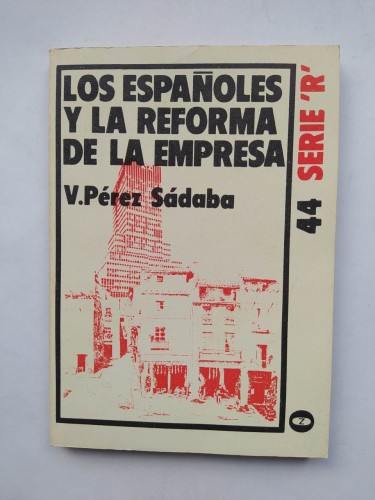 LOS ESPAÑOLES
Y LA REFORMA
DE LA EMPRESA
V.Pérez Sádaba
44 SERIE 'R'
Z